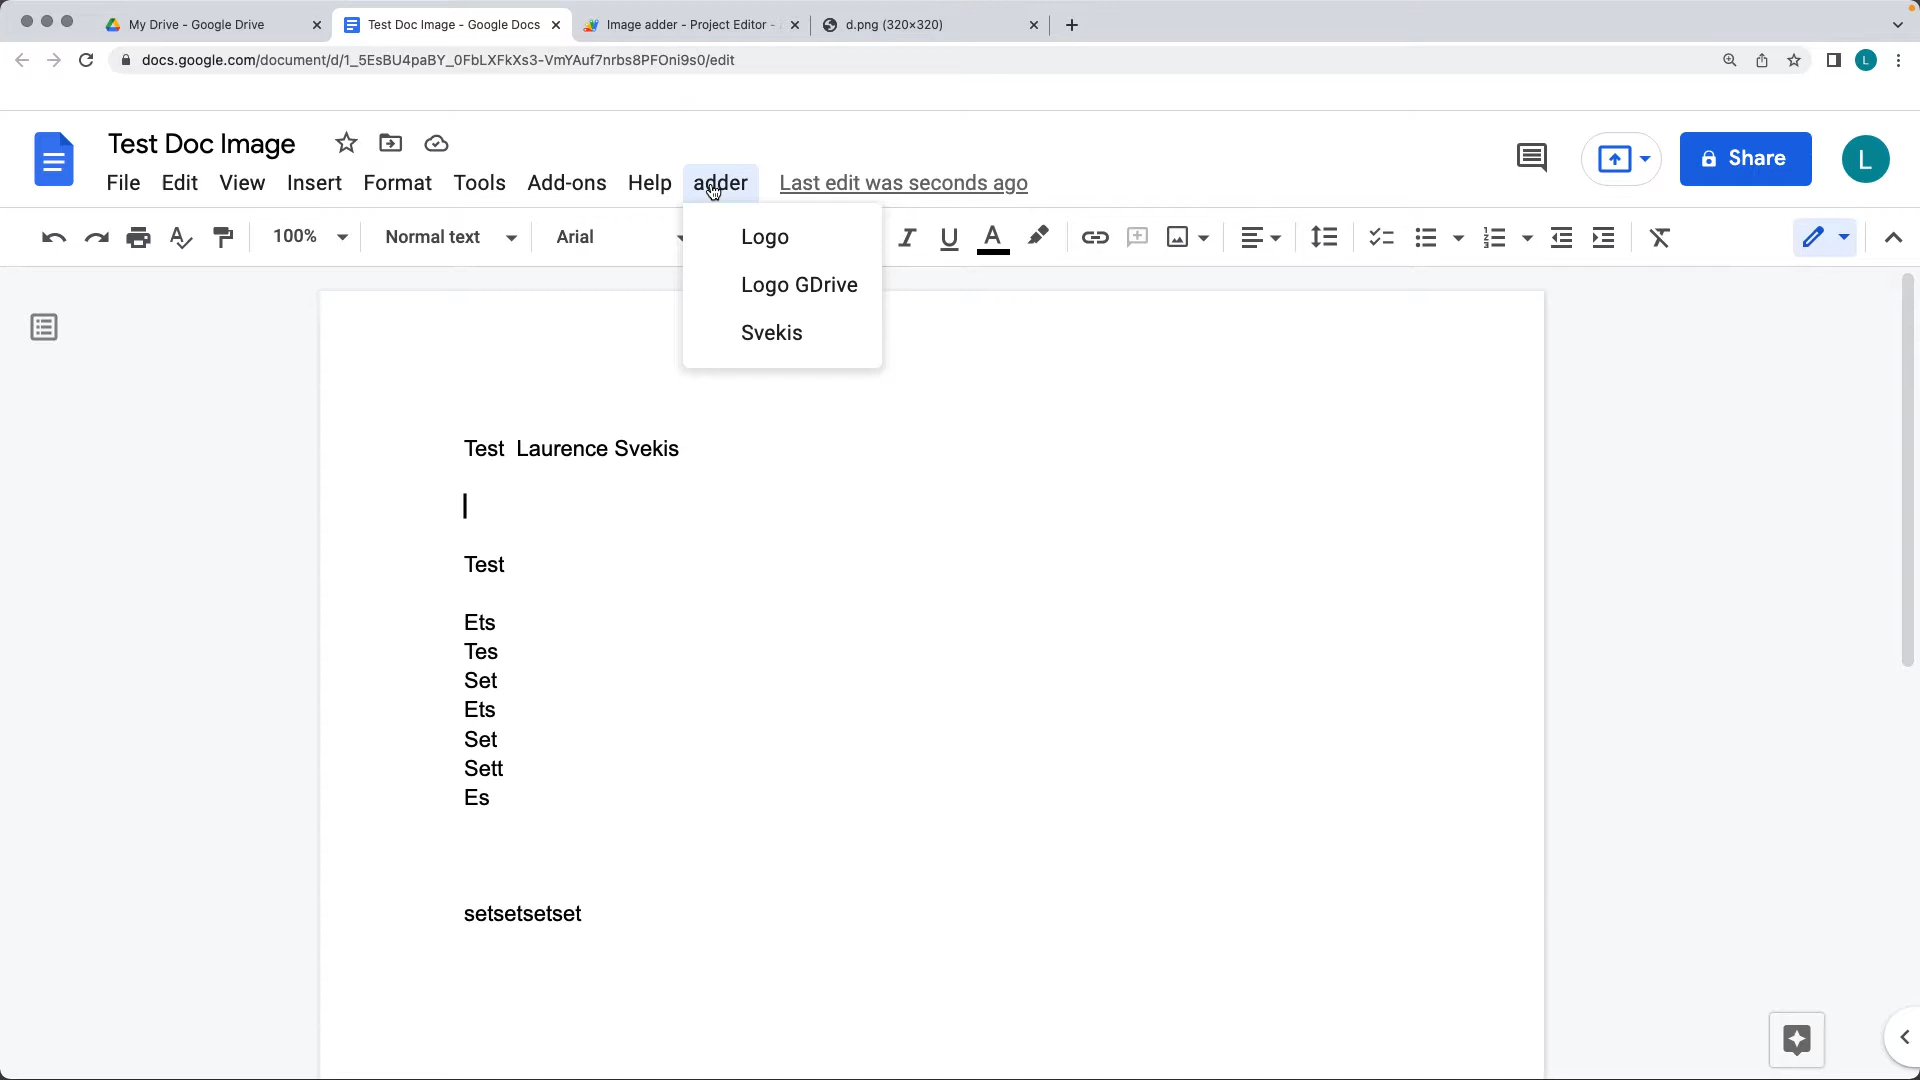 My Drive - Google Drive
Test Doc Image - Google Docs
Image adder - Project Editor -
d.png (320×320)
docs.google.com/document/d/1_5EsBU4paBY_0FbLXFkXs3-VmYAuf7nrbs8PFOni9s0/edit
L
Test Doc Image
Share
L
File Edit View Insert Format Tools Add-ons Help adder Last edit was seconds ago
100% Normal text Arial
A
Logo
Logo GDrive
Svekis
Test  Laurence Svekis
Test
Ets
Tes
Set
Ets
Set
Sett
Es
setsetsetset